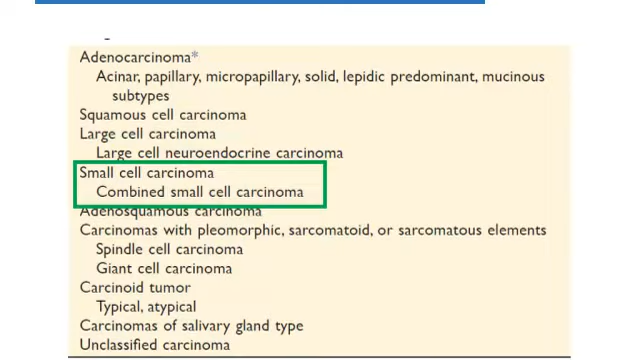 Adenocarcinoma*
Acinar, papillary, micropapillary, solid, lepidic predominant, mucinous
subtypes
Squamous cell carcinoma
Large cell carcinoma
Large cell neuroendocrine carcinoma
Small cell carcinoma
Combined small cell carcinoma
Adenosquamous carcinoma
Carcinomas with pleomorphic, sarcomatoid, or sarcomatous elements
Spindle cell carcinoma
Giant cell carcinoma
Carcinoid tumor
Typical, atypical
Carcinomas of salivary gland type
Unclassified carcinoma